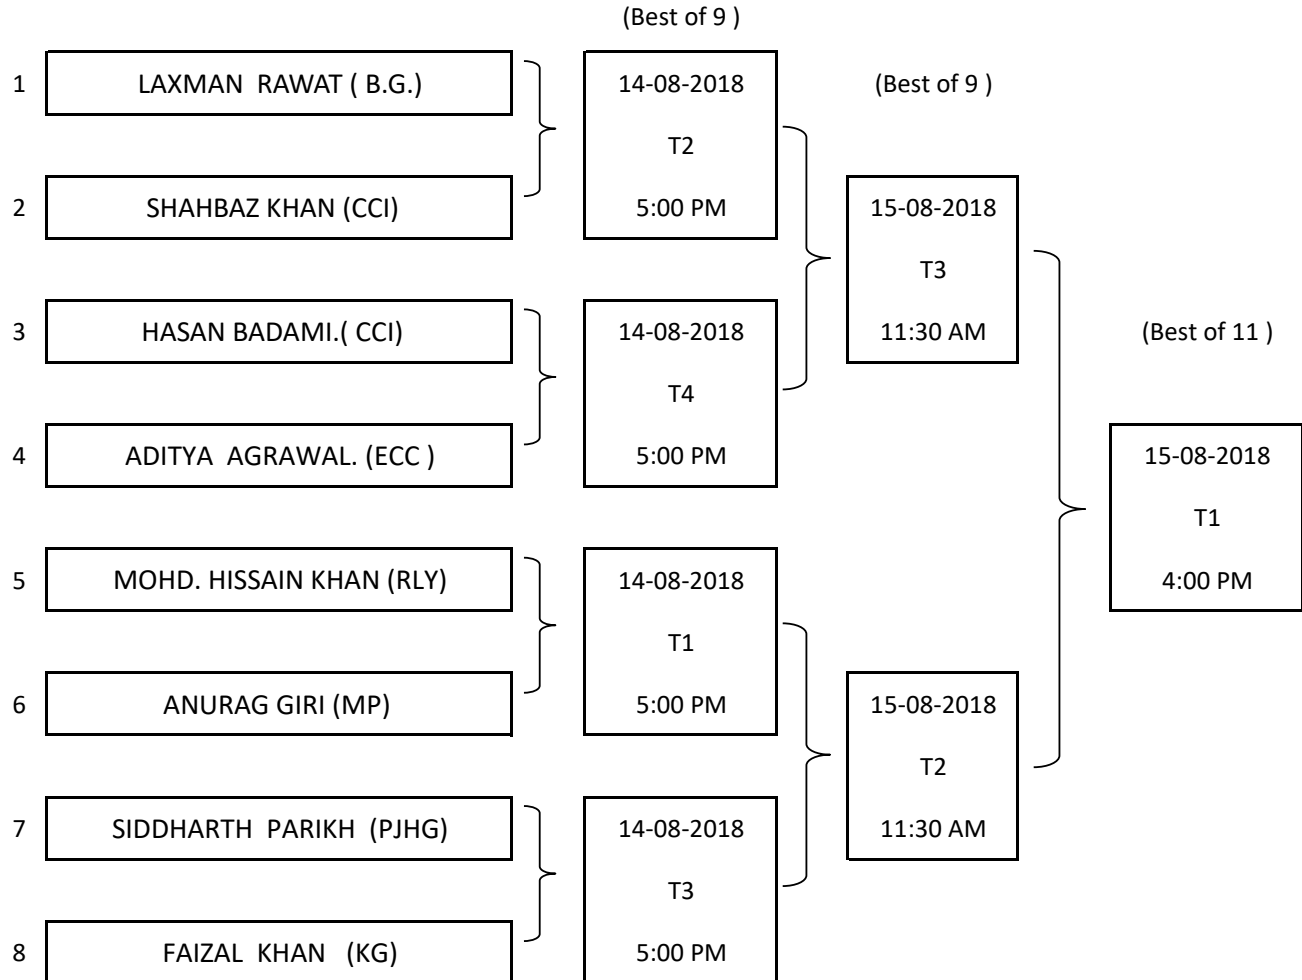 (Best of 9 )
1 LAXMAN RAWAT ( B.G.) 14-08-2018 (Best of 9 )
T2
2 SHAHBAZ KHAN (CCI) 5:00 PM 15-08-2018
T3
3 HASAN BADAMI.( CCI) 14-08-2018 11:30 AM (Best of 11 )
T4
4 ADITYA AGRAWAL. (ECC ) 5:00 PM 15-08-2018
T1
5 MOHD. HISSAIN KHAN (RLY) 14-08-2018 4:00 PM
T1
6 ANURAG GIRI (MP) 5:00 PM 15-08-2018
T2
7 SIDDHARTH PARIKH (PJHG) 14-08-2018 11:30 AM
T3
8 FAIZAL KHAN (KG) 5:00 PM